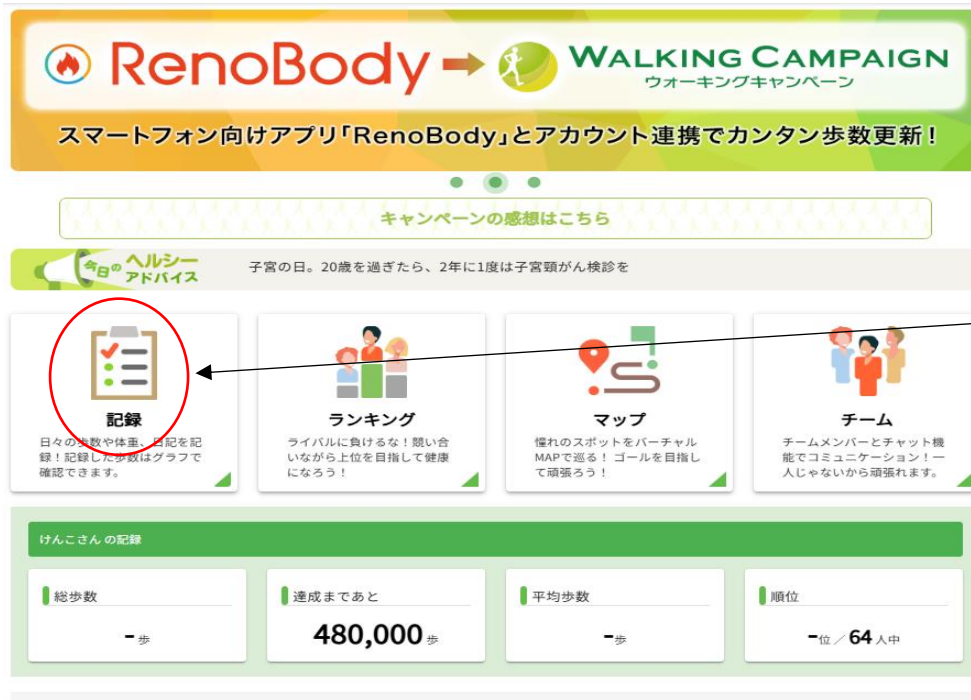 RenoBody
WALKING CAMPAIGN
ウォーキングキャンペーン
スマートフォン向けアプリ「RenoBody」とアカウント連携でカンタン歩数更新！
キャンペーンの感想はこちら
今日の ヘルシーアドバイス
子宮の日。20歳を過ぎたら、2年に1度は子宮頸がん検診を
記録
日々の歩数や体重、日記を記
録！記録した歩数はグラフで
確認できます。
ランキング
ライバルに負けるな！競い合
いながら上位を目指して健康
になろう！
マップ
憧れのスポットをバーチャル
MAPで巡る！ ゴールを目指し
て頑張ろう！
チーム
チームメンバーとチャット機
能でコミュニケーション！一
人じゃないから頑張れます。
けんこさん の記録
総歩数
- 歩
達成まであと
480,000 歩
平均歩数
- 歩
順位
- 位 ／ 64 人中